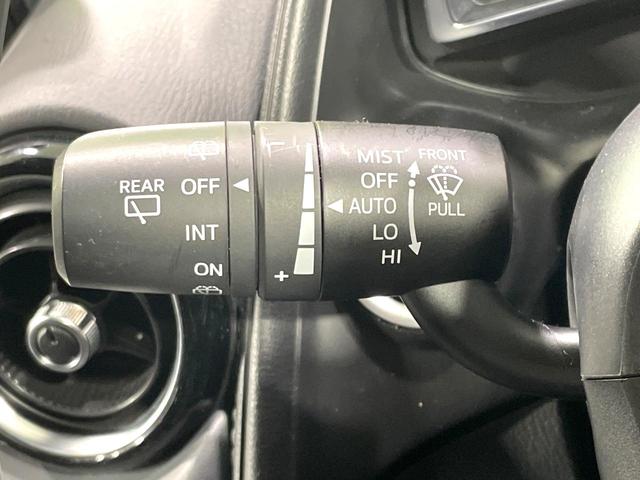 REAR
OFF
INT
ON
− +
MIST FRONT
OFF
AUTO
PULL
LO
HI